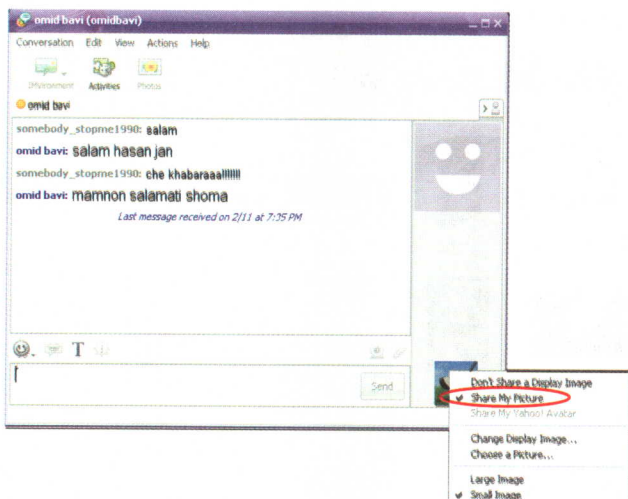 omid bavi (omidbavi)
Conversation Edit View Actions Help
IMVironment Activities Photos
omid bavi
somebody_stopme1990: salam
omid bavi: salam hasan jan
somebody_stopme1990: che khabaraaa!!!!!!!
omid bavi: mamnon salamati shoma
Last message received on 2/11 at 7:35 PM
T
Send
Don't Share a Display Image
Share My Picture
Share My Yahoo! Avatar
Change Display Image...
Choose a Picture...
Large Image
Small Image